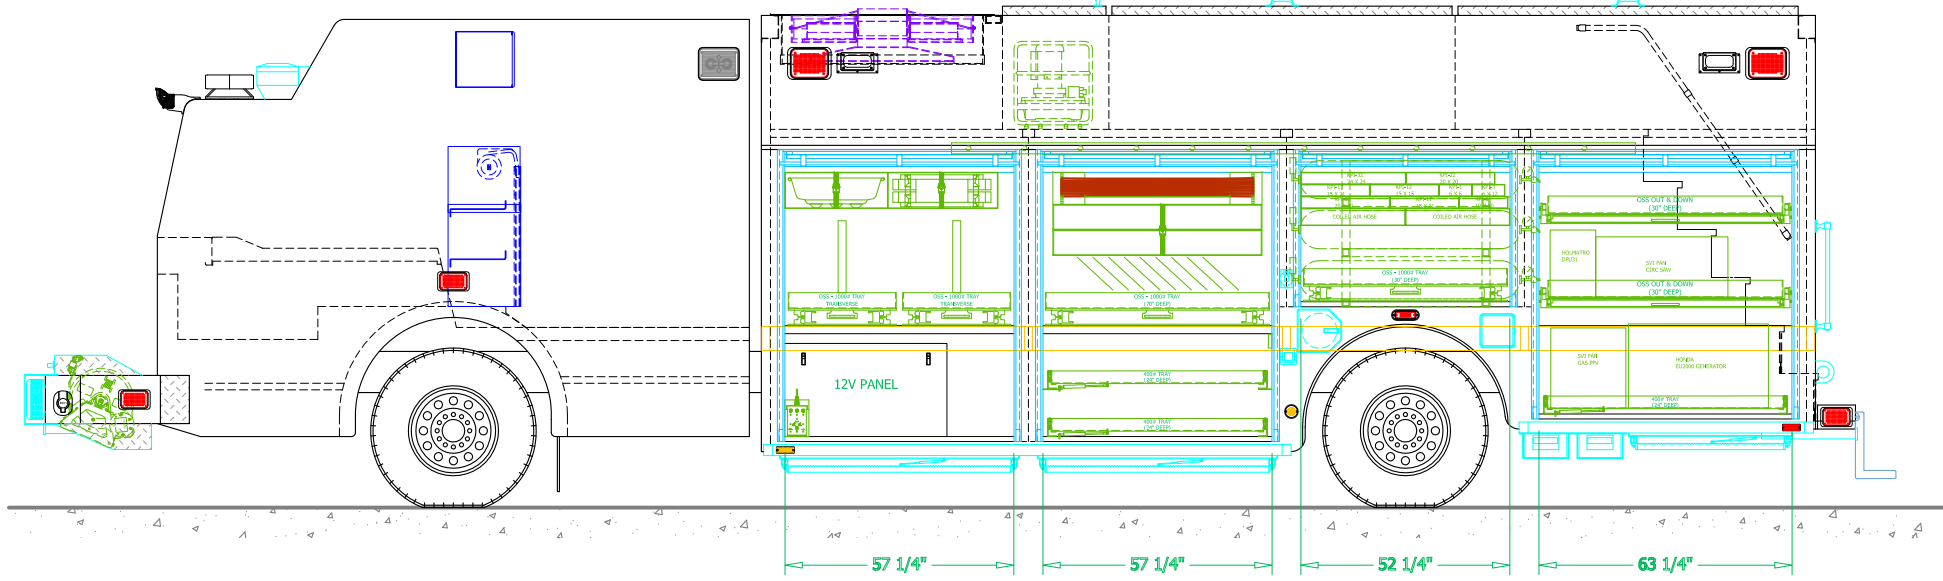 OSS - 1000# TRAY
TRANSVERSE
OSS - 1000# TRAY
TRANSVERSE
12V PANEL
OSS - 1000# TRAY
(70" DEEP)
400# TRAY
(24" DEEP)
400# TRAY
(24" DEEP)
COILED AIR HOSE
COILED AIR HOSE
OSS - 1000# TRAY
(30" DEEP)
OSS OUT & DOWN
(30" DEEP)
HOLMATRO
SVI FAN
CIRC SAW
OSS OUT & DOWN
(30" DEEP)
SVI FAN
GAS PPV
HONDA
EU2000 GENERATOR
400# TRAY
(24" DEEP)
57 1/4"
57 1/4"
52 1/4"
63 1/4"